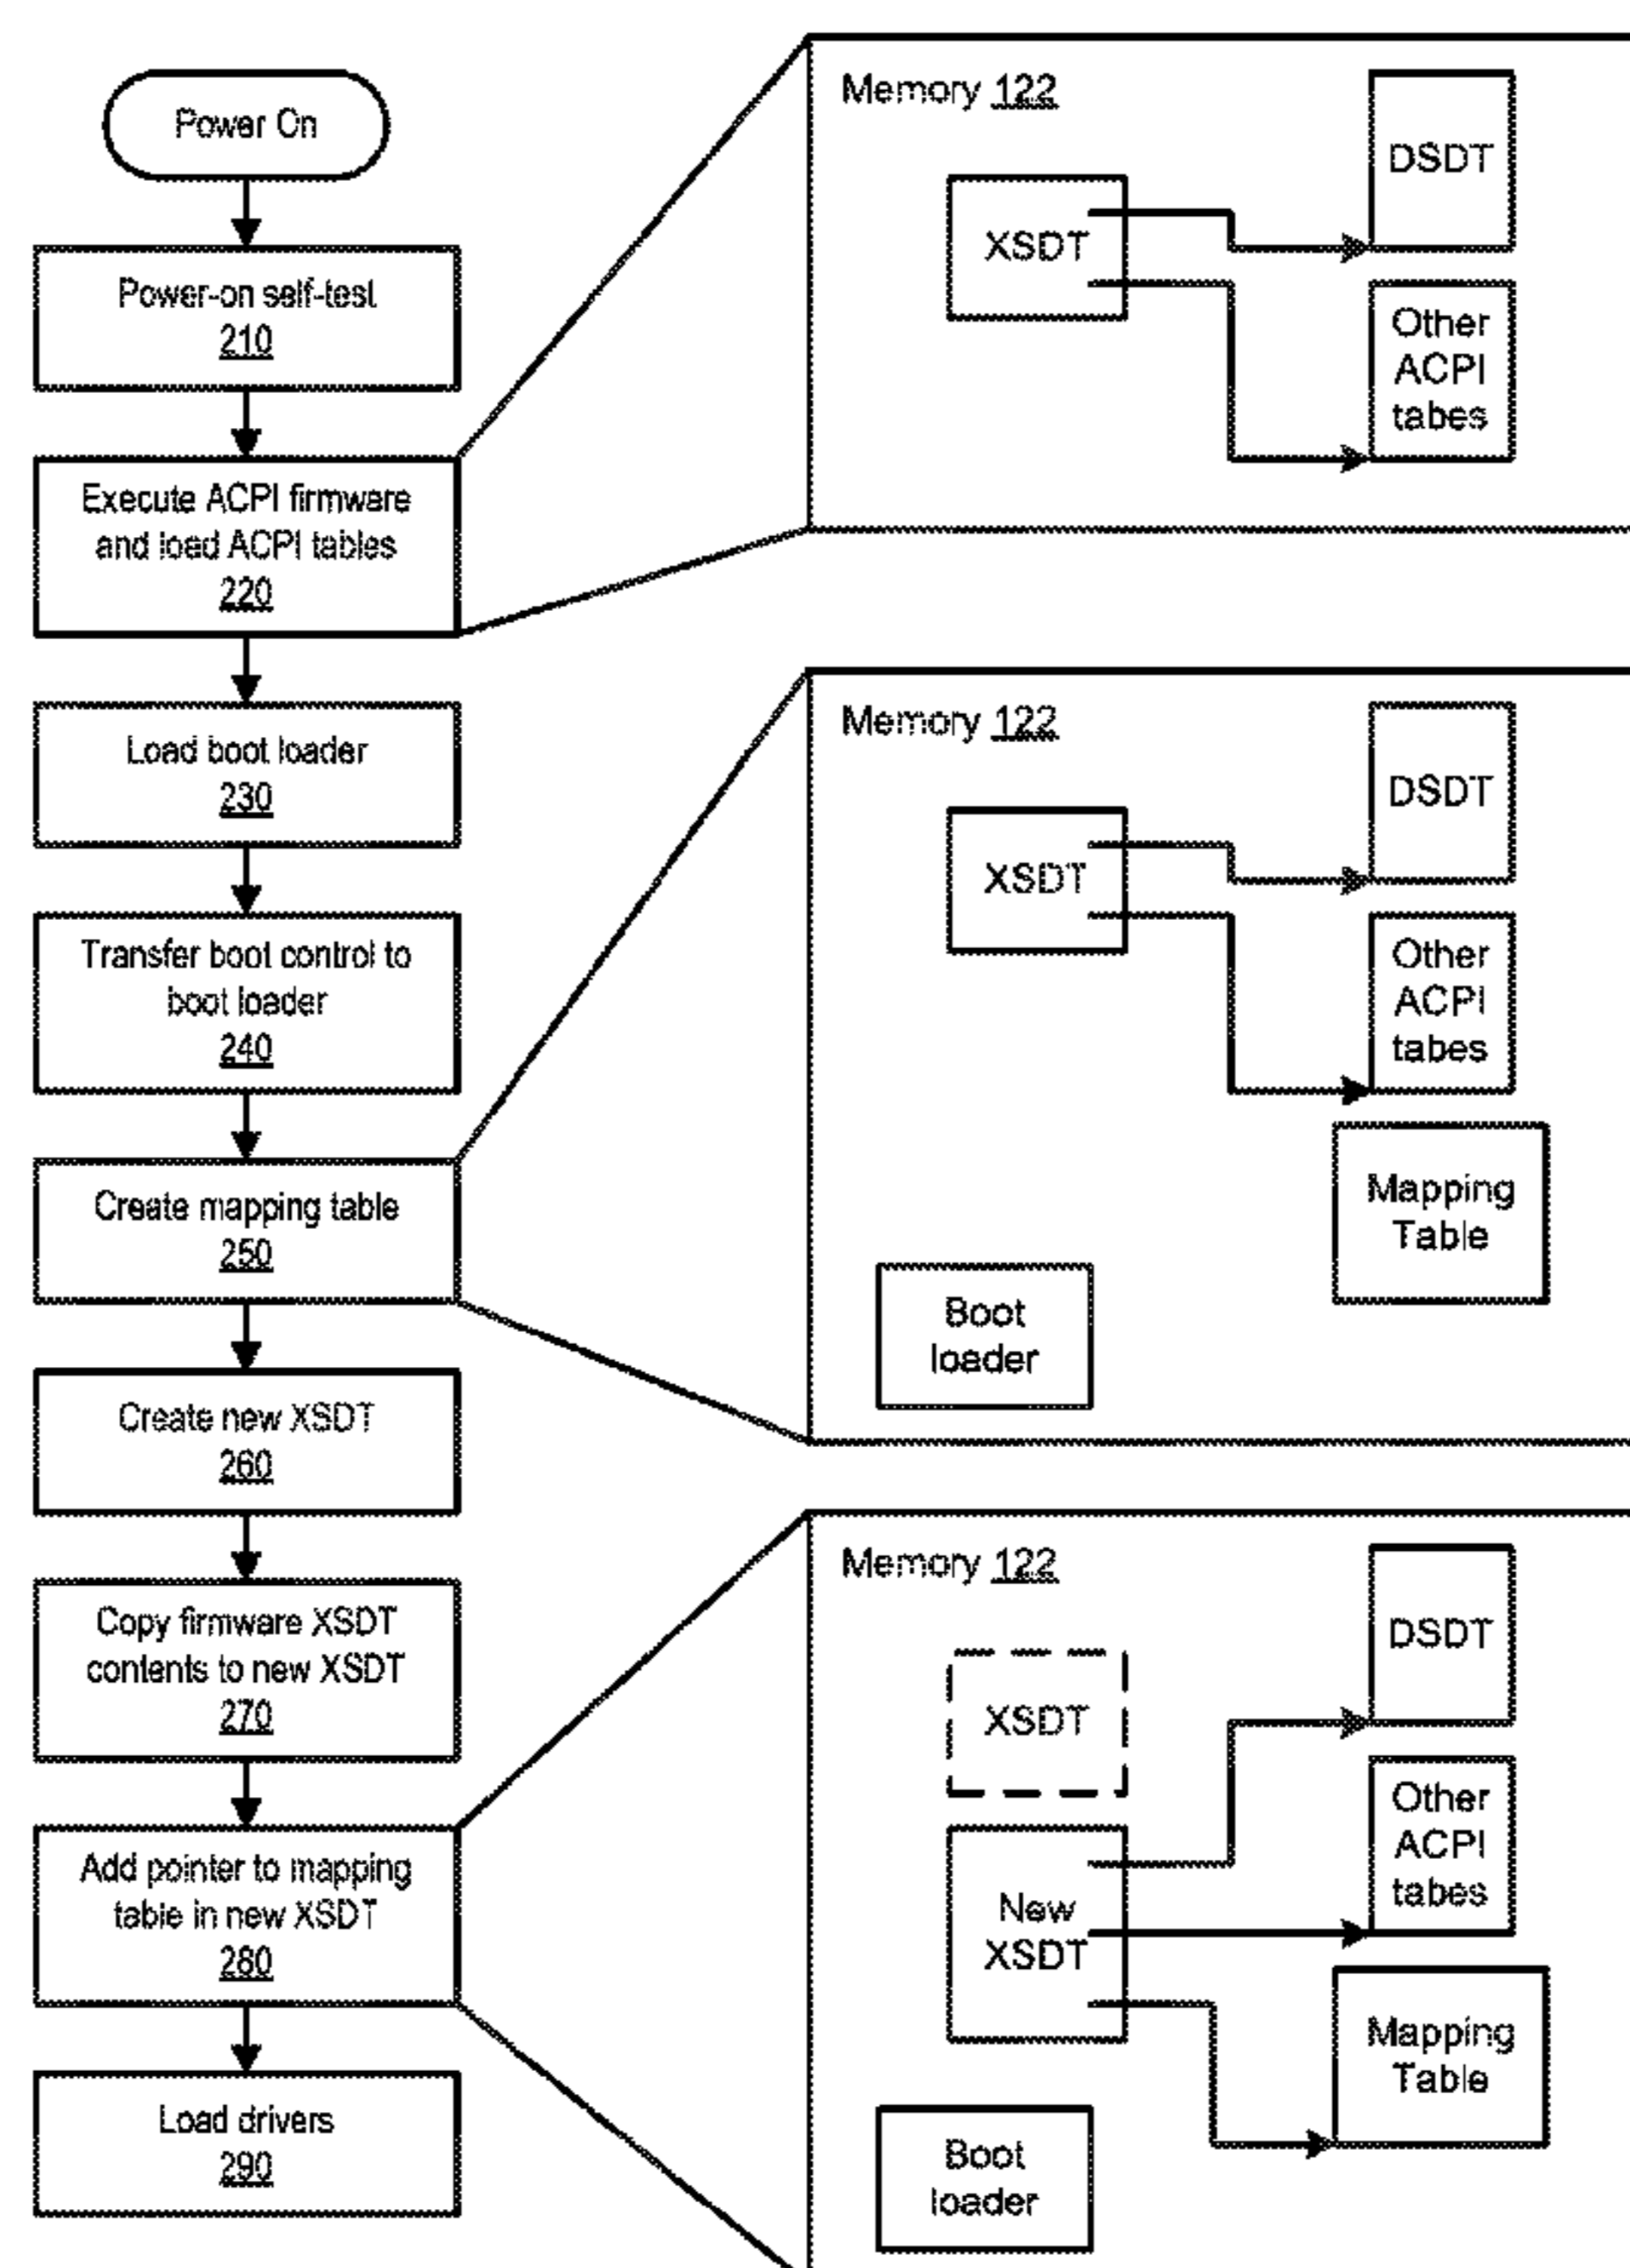 Power On
Power-on self-test
210
Execute ACPI firmware
and load ACPI tables
220
Load boot loader
230
Transfer boot control to
boot loader
240
Create mapping table
250
Create new XSDT
260
Copy firmware XSDT
contents to new XSDT
270
Add pointer to mapping
table in new XSDT
280
Load drivers
290
Memory 122
DSDT
XSDT
Other
ACPI
tabes
Memory 122
DSDT
XSDT
Other
ACPI
tabes
Mapping
Table
Boot
loader
Memory 122
DSDT
XSDT
Other
ACPI
tabes
New
XSDT
Mapping
Table
Boot
loader